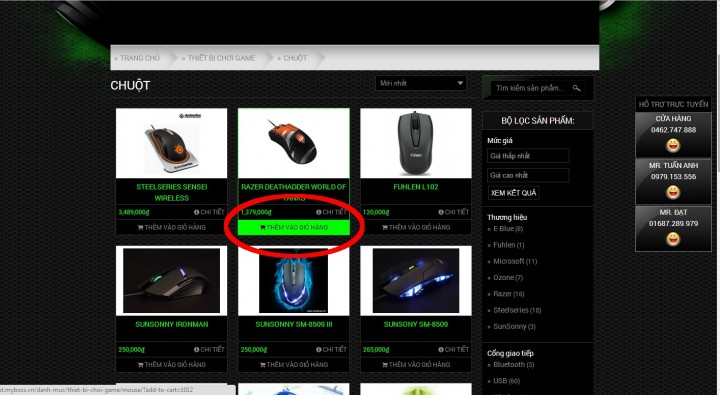 » TRANG CHỦ
» THIẾT BỊ CHƠI GAME
» CHUỘT
CHUỘT
Mới nhất
Tìm kiếm sản phẩm...
STEELSERIES SENSEI
WIRELESS
3,489,000₫
CHI TIẾT
THÊM VÀO GIỎ HÀNG
RAZER DEATHADDER WORLD OF
TANKS
1,379,000₫
CHI TIẾT
THÊM VÀO GIỎ HÀNG
Fuhlen
FUHLEN L102
120,000₫
CHI TIẾT
THÊM VÀO GIỎ HÀNG
SUNSONNY IRONMAN
250,000₫
CHI TIẾT
THÊM VÀO GIỎ HÀNG
SUNSONNY SM-8509 III
250,000₫
CHI TIẾT
THÊM VÀO GIỎ HÀNG
SUNSONY SM-8509
265,000₫
CHI TIẾT
THÊM VÀO GIỎ HÀNG
BỘ LỌC SẢN PHẨM:
Mức giá
Giá thấp nhất
Giá cao nhất
XEM KẾT QUẢ
Thương hiệu
» E-Blue (8)
» Fuhlen (1)
» Microsoft (11)
» Ozone (7)
» Razer (16)
» Steelseries (18)
» SunSonny (3)
Cổng giao tiếp
» Bluetooth (3)
» USB (60)
HỖ TRỢ TRỰC TUYẾN
CỬA HÀNG
0462.747.888
MR. TUẤN ANH
0979.153.556
MR. ĐẠT
01687.289.979
st.myboss.vn/danh-muc/thiet-bi-choi-game/mouse/?add-to-cart=1012